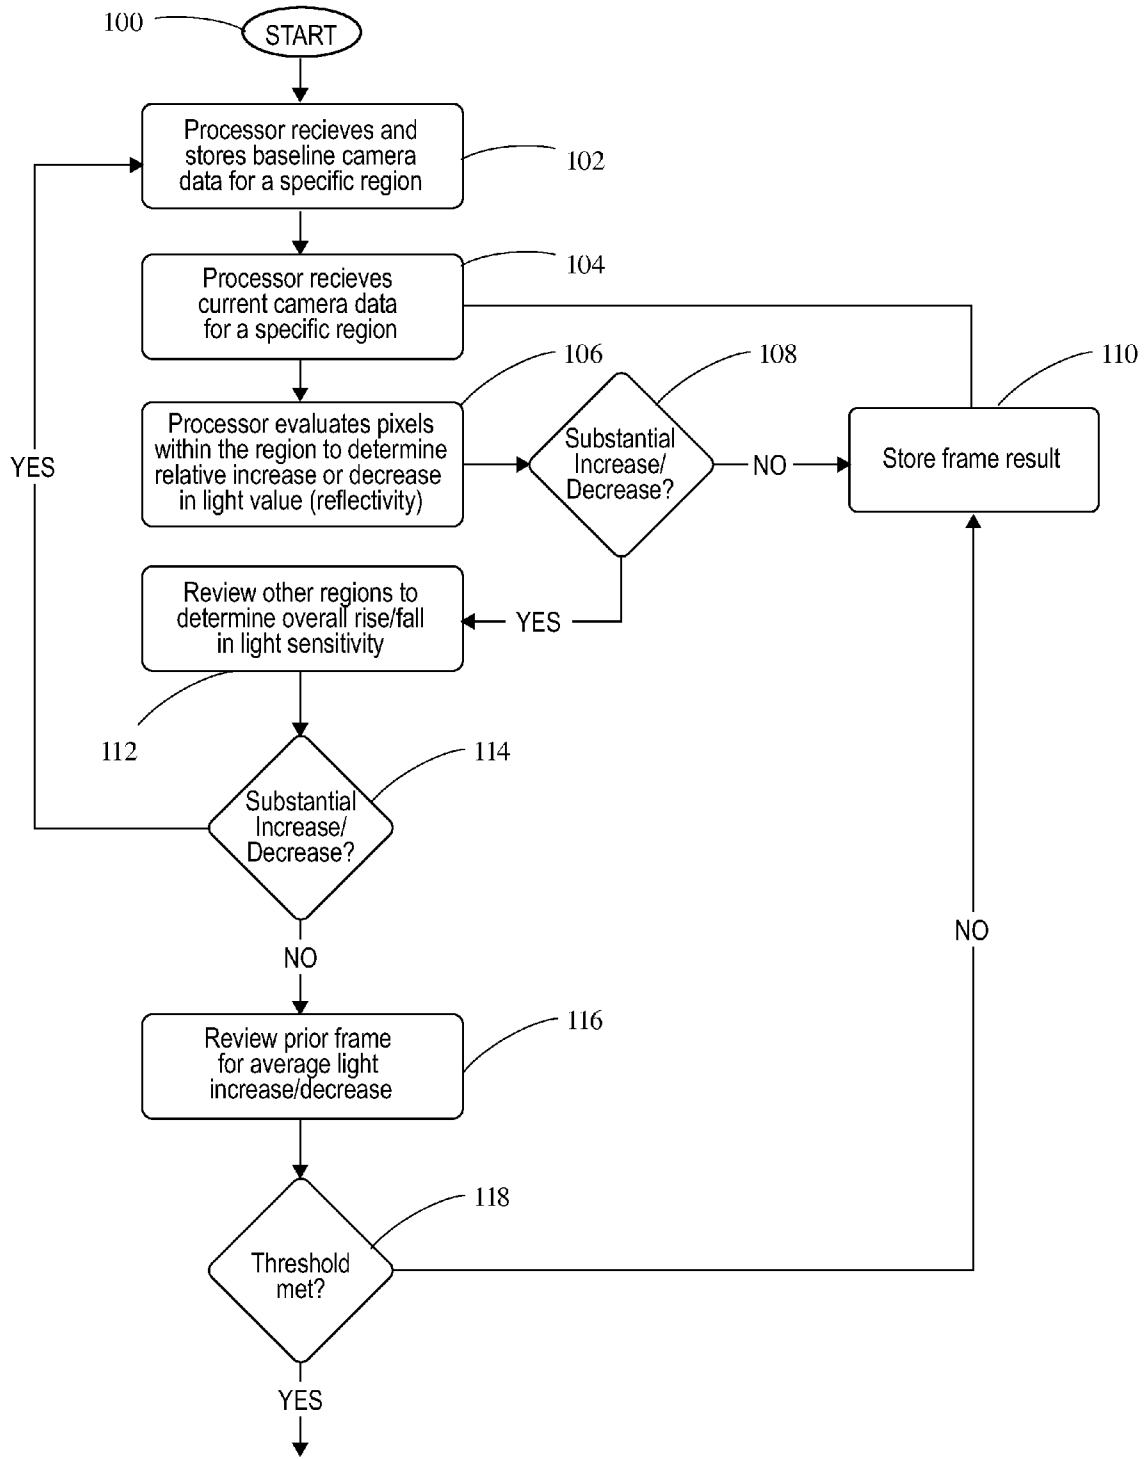 100
START
Processor recieves and
stores baseline camera
data for a specific region
102
Processor recieves
current camera data
for a specific region
104
Processor evaluates pixels
within the region to determine
relative increase or decrease
in light value (reflectivity)
106
Substantial
Increase/
Decrease?
108
NO
Store frame result
110
YES
YES
Review other regions to
determine overall rise/fall
in light sensitivity
112
Substantial
Increase/
Decrease?
114
NO
Review prior frame
for average light
increase/decrease
116
NO
Threshold
met?
118
YES